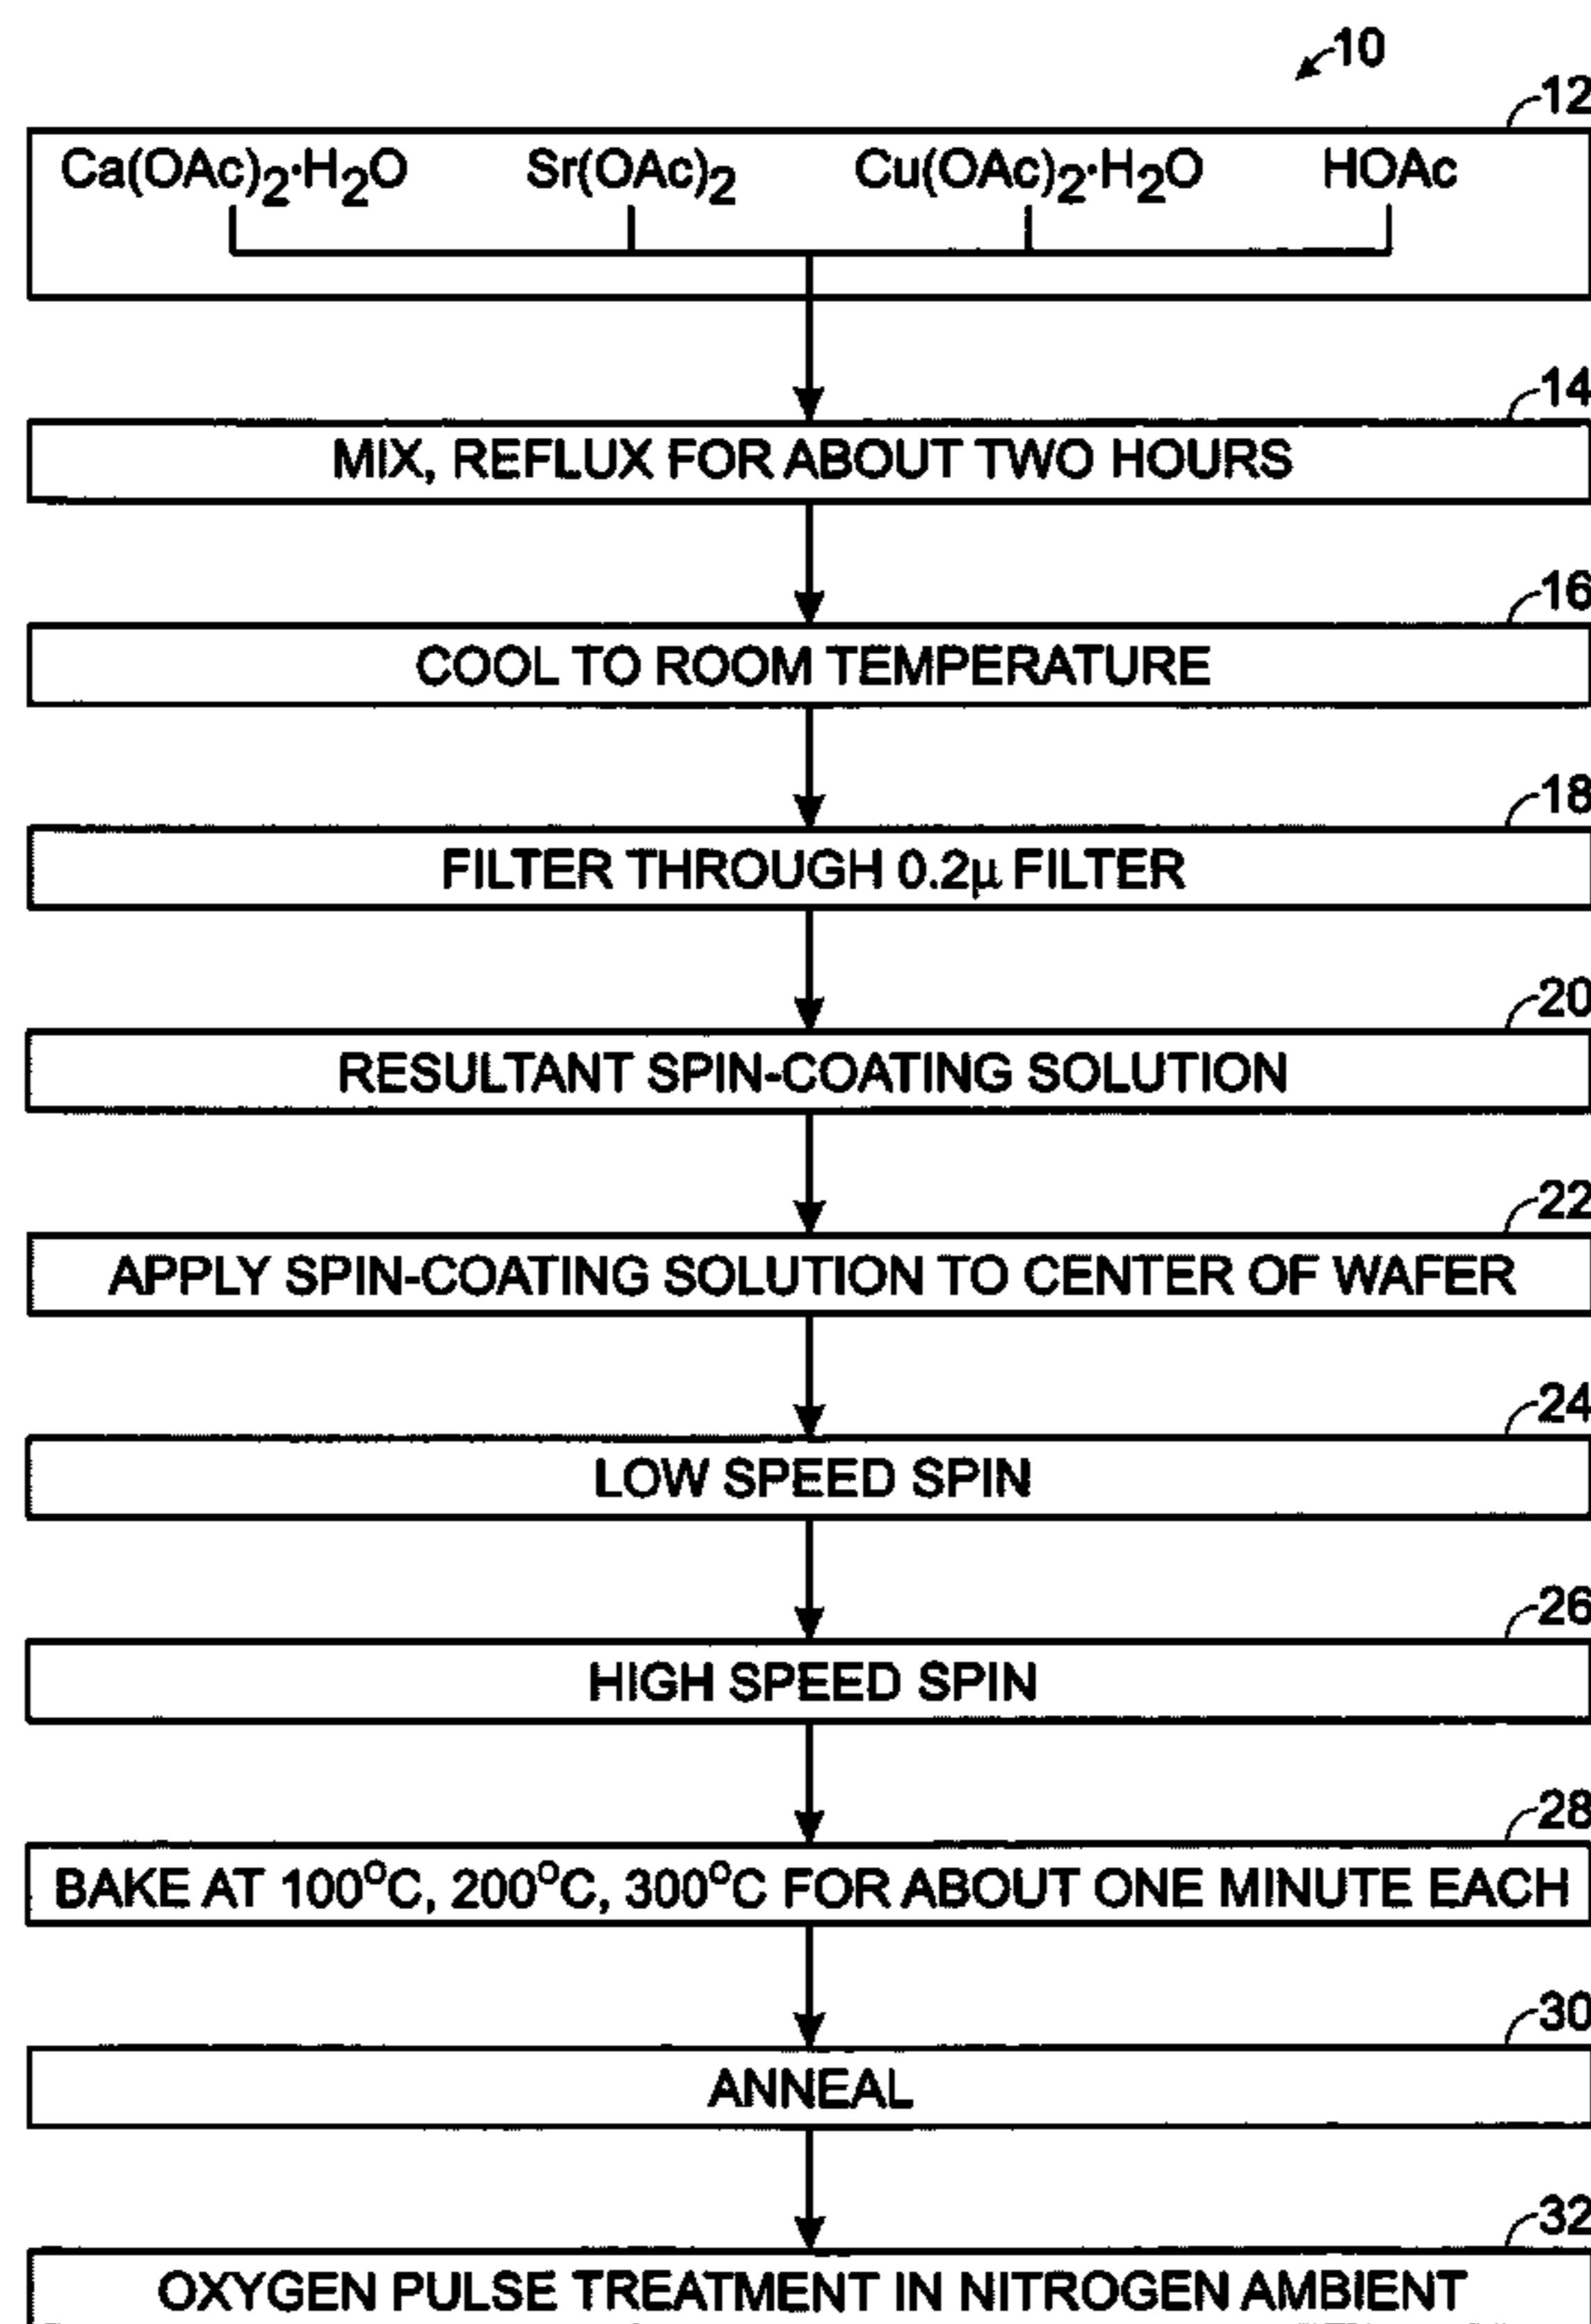 10
12
Ca(OAc)₂·H₂O Sr(OAc)₂ Cu(OAc)₂·H₂O HOAc
14
MIX, REFLUX FOR ABOUT TWO HOURS
16
COOL TO ROOM TEMPERATURE
18
FILTER THROUGH 0.2µ FILTER
20
RESULTANT SPIN-COATING SOLUTION
22
APPLY SPIN-COATING SOLUTION TO CENTER OF WAFER
24
LOW SPEED SPIN
26
HIGH SPEED SPIN
28
BAKE AT 100°C, 200°C, 300°C FOR ABOUT ONE MINUTE EACH
30
ANNEAL
32
OXYGEN PULSE TREATMENT IN NITROGEN AMBIENT